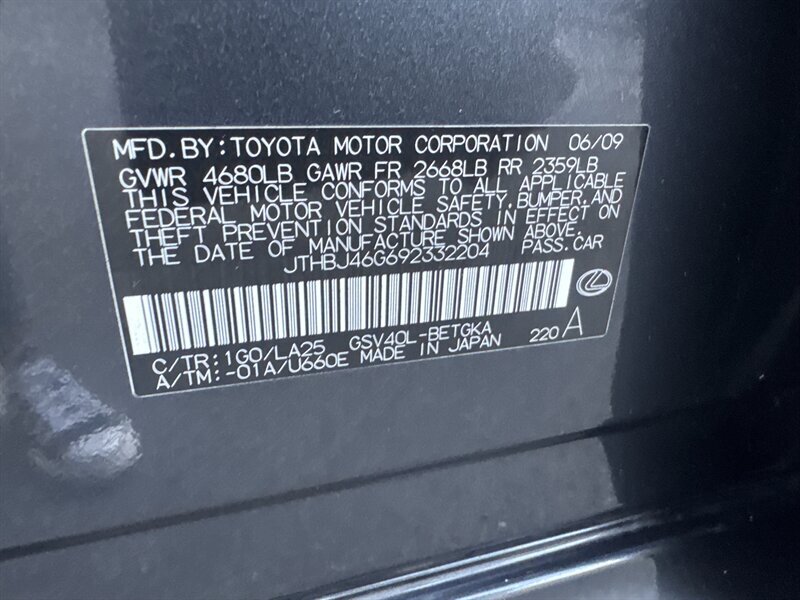 MFD. BY: TOYOTA MOTOR CORPORATION 06/09
GVWR 4680LB GAWR FR 2668LB RR 2359LB
THIS VEHICLE CONFORMS TO ALL APPLICABLE
FEDERAL MOTOR VEHICLE SAFETY, BUMPER, AND
THEFT PREVENTION STANDARDS IN EFFECT ON
THE DATE OF MANUFACTURE SHOWN ABOVE.
JTHBJ46G692332204 PASS. CAR
C/TR: 1G0/LA25 GSV40L-BETGKA 220 A
A/TM: -01A/U660E MADE IN JAPAN